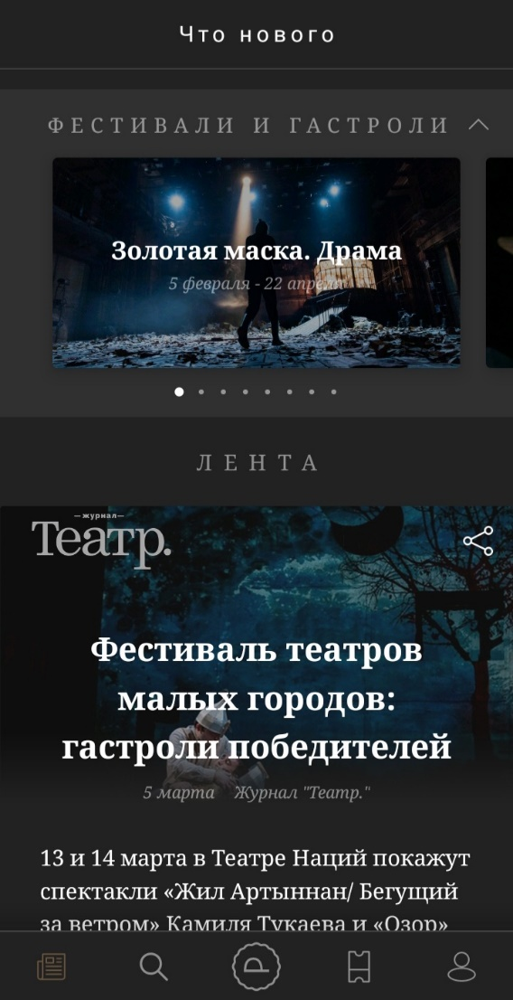 Что нового
ФЕСТИВАЛИ И ГАСТРОЛИ
Золотая маска. Драма
5 февраля - 22 апреля
ЛЕНТА
—журнал—
Театр.
Фестиваль театров
малых городов:
гастроли победителей
5 марта Журнал "Театр."
13 и 14 марта в Театре Наций покажут
спектакли «Жил Артыннан/ Бегущий
за ветром» Камиля Тукаева и «Озор»